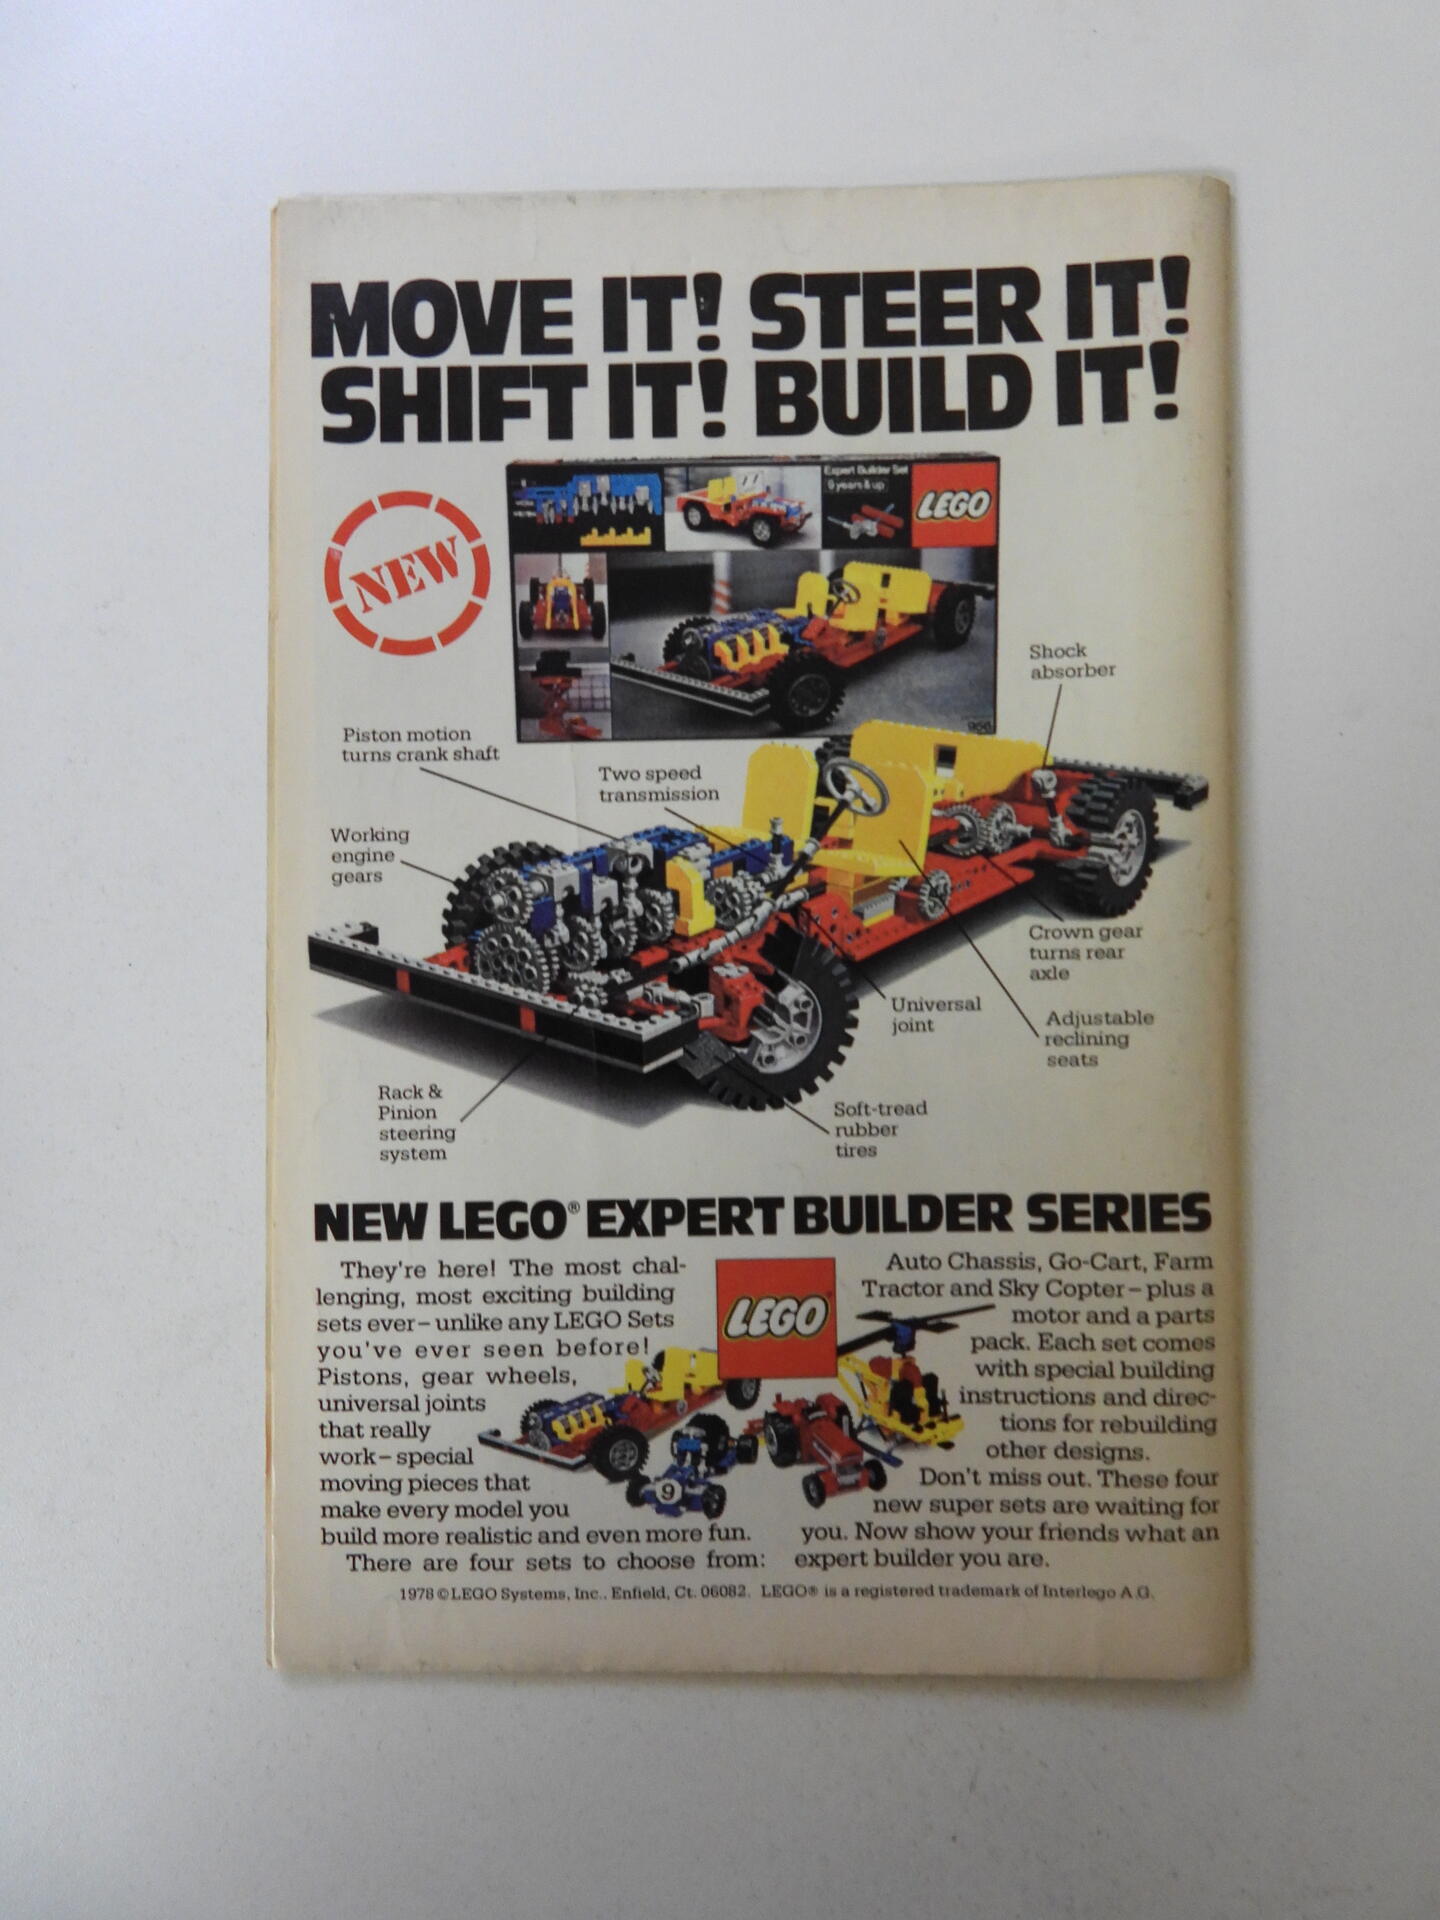 MOVE IT! STEER IT!
SHIFT IT! BUILD IT!
NEW
Expert Builder Set
9 years & up
LEGO
956
Shock
absorber
Piston motion
turns crank shaft
Two speed
transmission
Working
engine
gears
Crown gear
turns rear
axle
Universal
joint
Adjustable
reclining
seats
Rack &
Pinion
steering
system
Soft-tread
rubber
tires
NEW LEGO® EXPERT BUILDER SERIES
They're here! The most chal-
lenging, most exciting building
sets ever – unlike any LEGO Sets
you've ever seen before!
Pistons, gear wheels,
universal joints
that really
work – special
moving pieces that
make every model you
build more realistic and even more fun.
There are four sets to choose from:
LEGO®
9
Auto Chassis, Go-Cart, Farm
Tractor and Sky Copter – plus a
motor and a parts
pack. Each set comes
with special building
instructions and direc-
tions for rebuilding
other designs.
Don't miss out. These four
new super sets are waiting for
you. Now show your friends what an
expert builder you are.
1978 © LEGO Systems, Inc., Enfield, Ct. 06082. LEGO® is a registered trademark of Interlego A.G.